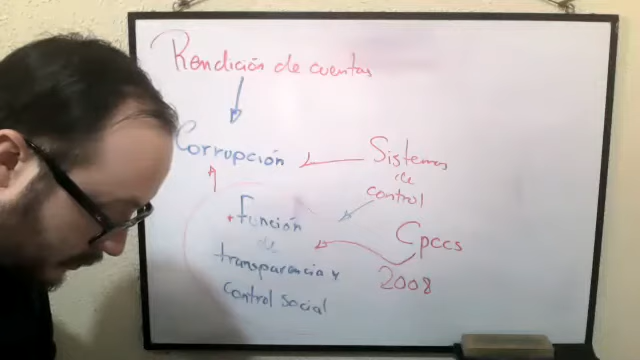 Rendición de cuentas
Corrupción
Sistemas
de
control
+Función
de
transparencia y
control social
Cpccs
2008